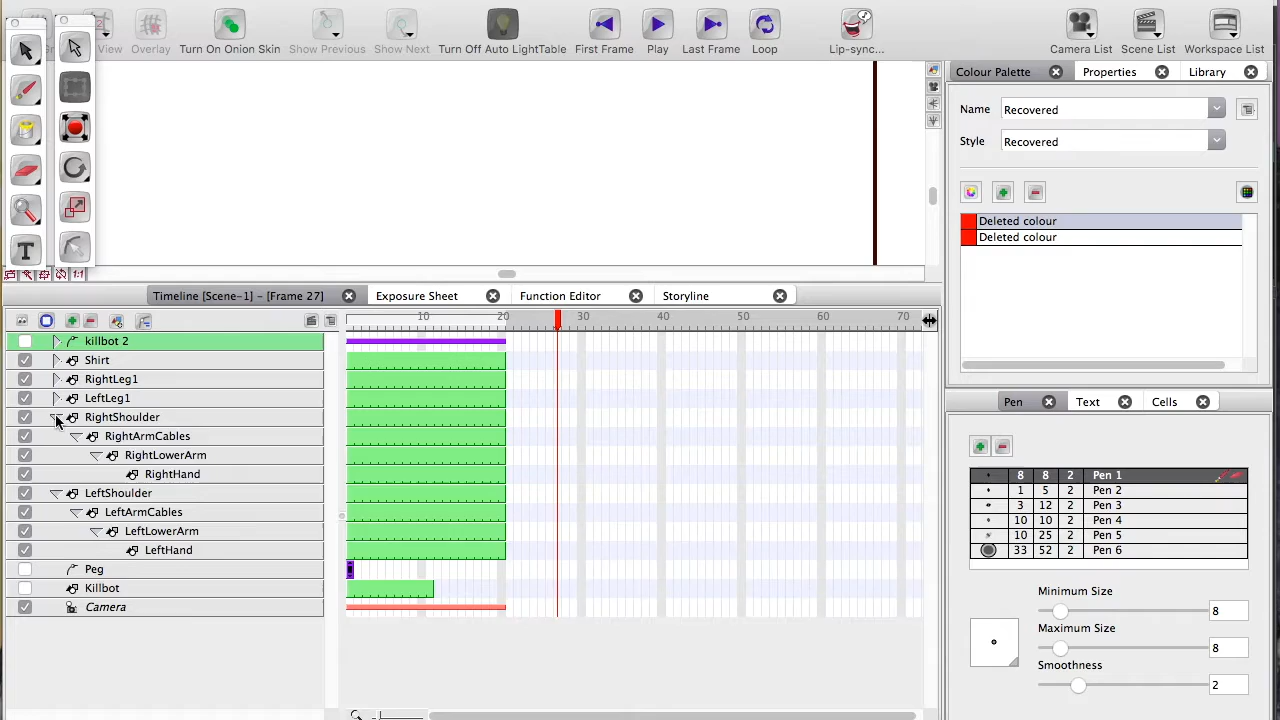 View Overlay Turn On Onion Skin Show Previous Show Next Turn Off Auto LightTable First Frame Play Last Frame Loop Lip-sync... Camera List Scene List Workspace List
Colour Palette Properties Library
Name Recovered
Style Recovered
Deleted colour
Deleted colour
T
1:1
Timeline [Scene-1] – [Frame 27] Exposure Sheet Function Editor Storyline
10 20 30 40 50 60 70
killbot 2
Shirt
RightLeg1
LeftLeg1
RightShoulder
RightArmCables
RightLowerArm
RightHand
LeftShoulder
LeftArmCables
LeftLowerArm
LeftHand
Peg
Killbot
Camera
Pen Text Cells
8 8 2 Pen 1
1 5 2 Pen 2
3 12 2 Pen 3
10 10 2 Pen 4
10 25 2 Pen 5
33 52 2 Pen 6
Minimum Size
8
Maximum Size
8
Smoothness
2